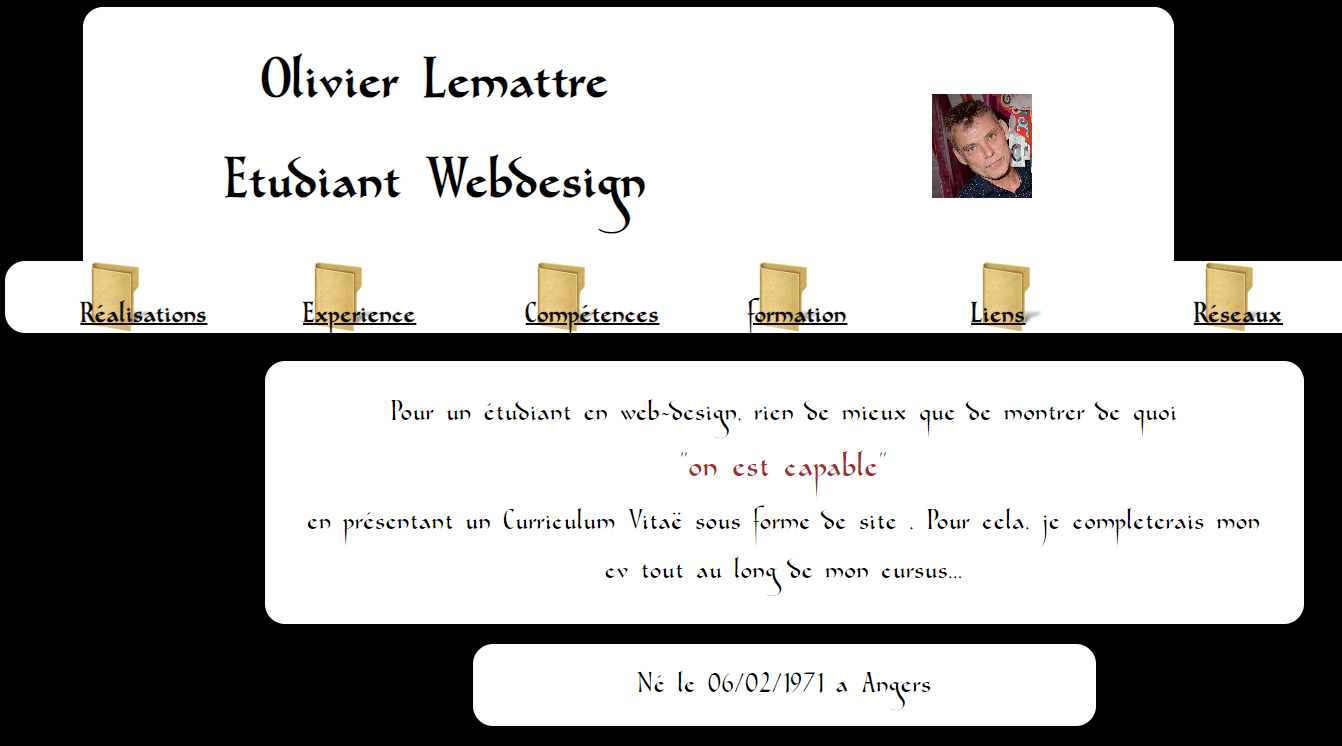 Olivier Lemattre
Etudiant Webdesign
Réalisations Experience Compétences formation Liens Réseaux
Pour un étudiant en web-design, rien de mieux que de montrer de quoi
"on est capable"
en présentant un Curriculum Vitaë sous forme de site . Pour cela, je completerais mon
cv tout au long de mon cursus...
Né le 06/02/1971 a Angers